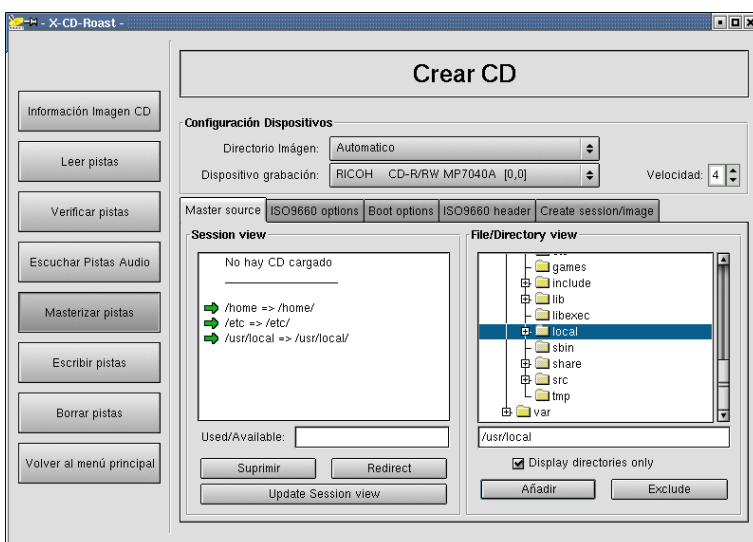 - X-CD-Roast -
Crear CD
Información Imagen CD
Leer pistas
Verificar pistas
Escuchar Pistas Audio
Masterizar pistas
Escribir pistas
Borrar pistas
Volver al menú principal
Configuración Dispositivos
Directorio Imágen: Automatico
Dispositivo grabación: RICOH CD-R/RW MP7040A [0,0] Velocidad: 4
Master source ISO9660 options Boot options ISO9660 header Create session/image
Session view
No hay CD cargado
/home => /home/
/etc => /etc/
/usr/local => /usr/local/
Used/Available:
Suprimir Redirect
Update Session view
File/Directory view
games
include
lib
libexec
local
sbin
share
src
tmp
var
/usr/local
Display directories only
Añadir Exclude